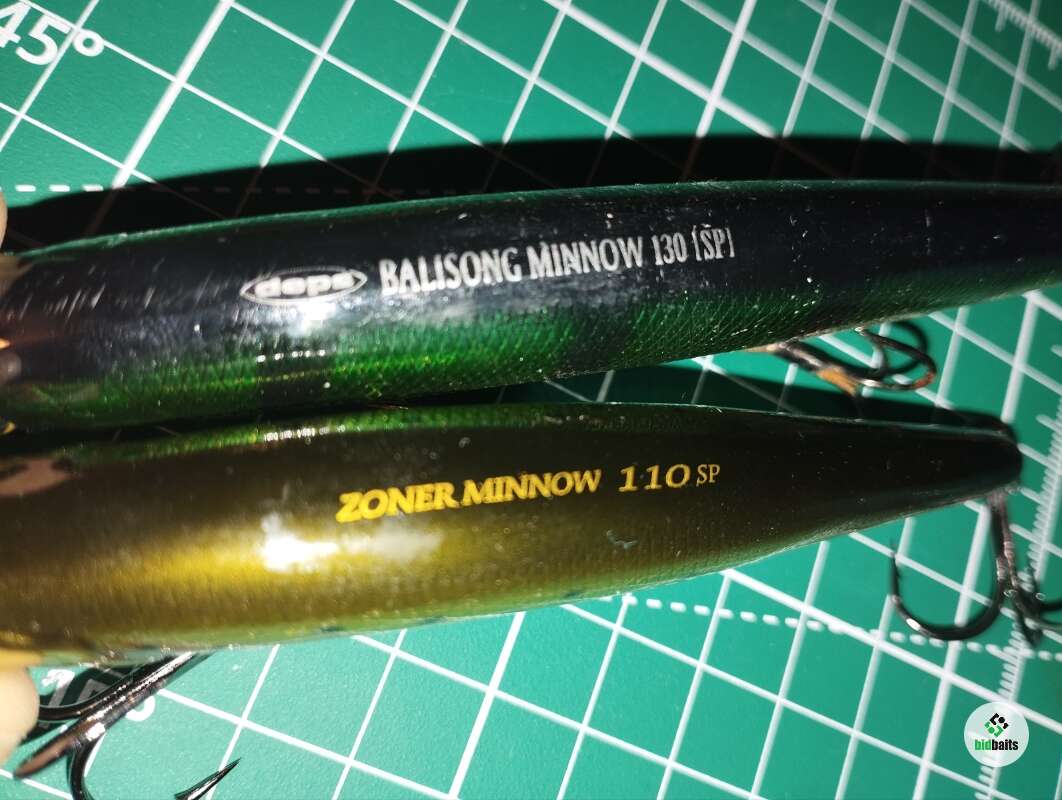 45°
deps BALISONG MINNOW 130 [SP]
ZONER MINNOW 110 SP
bidbaits